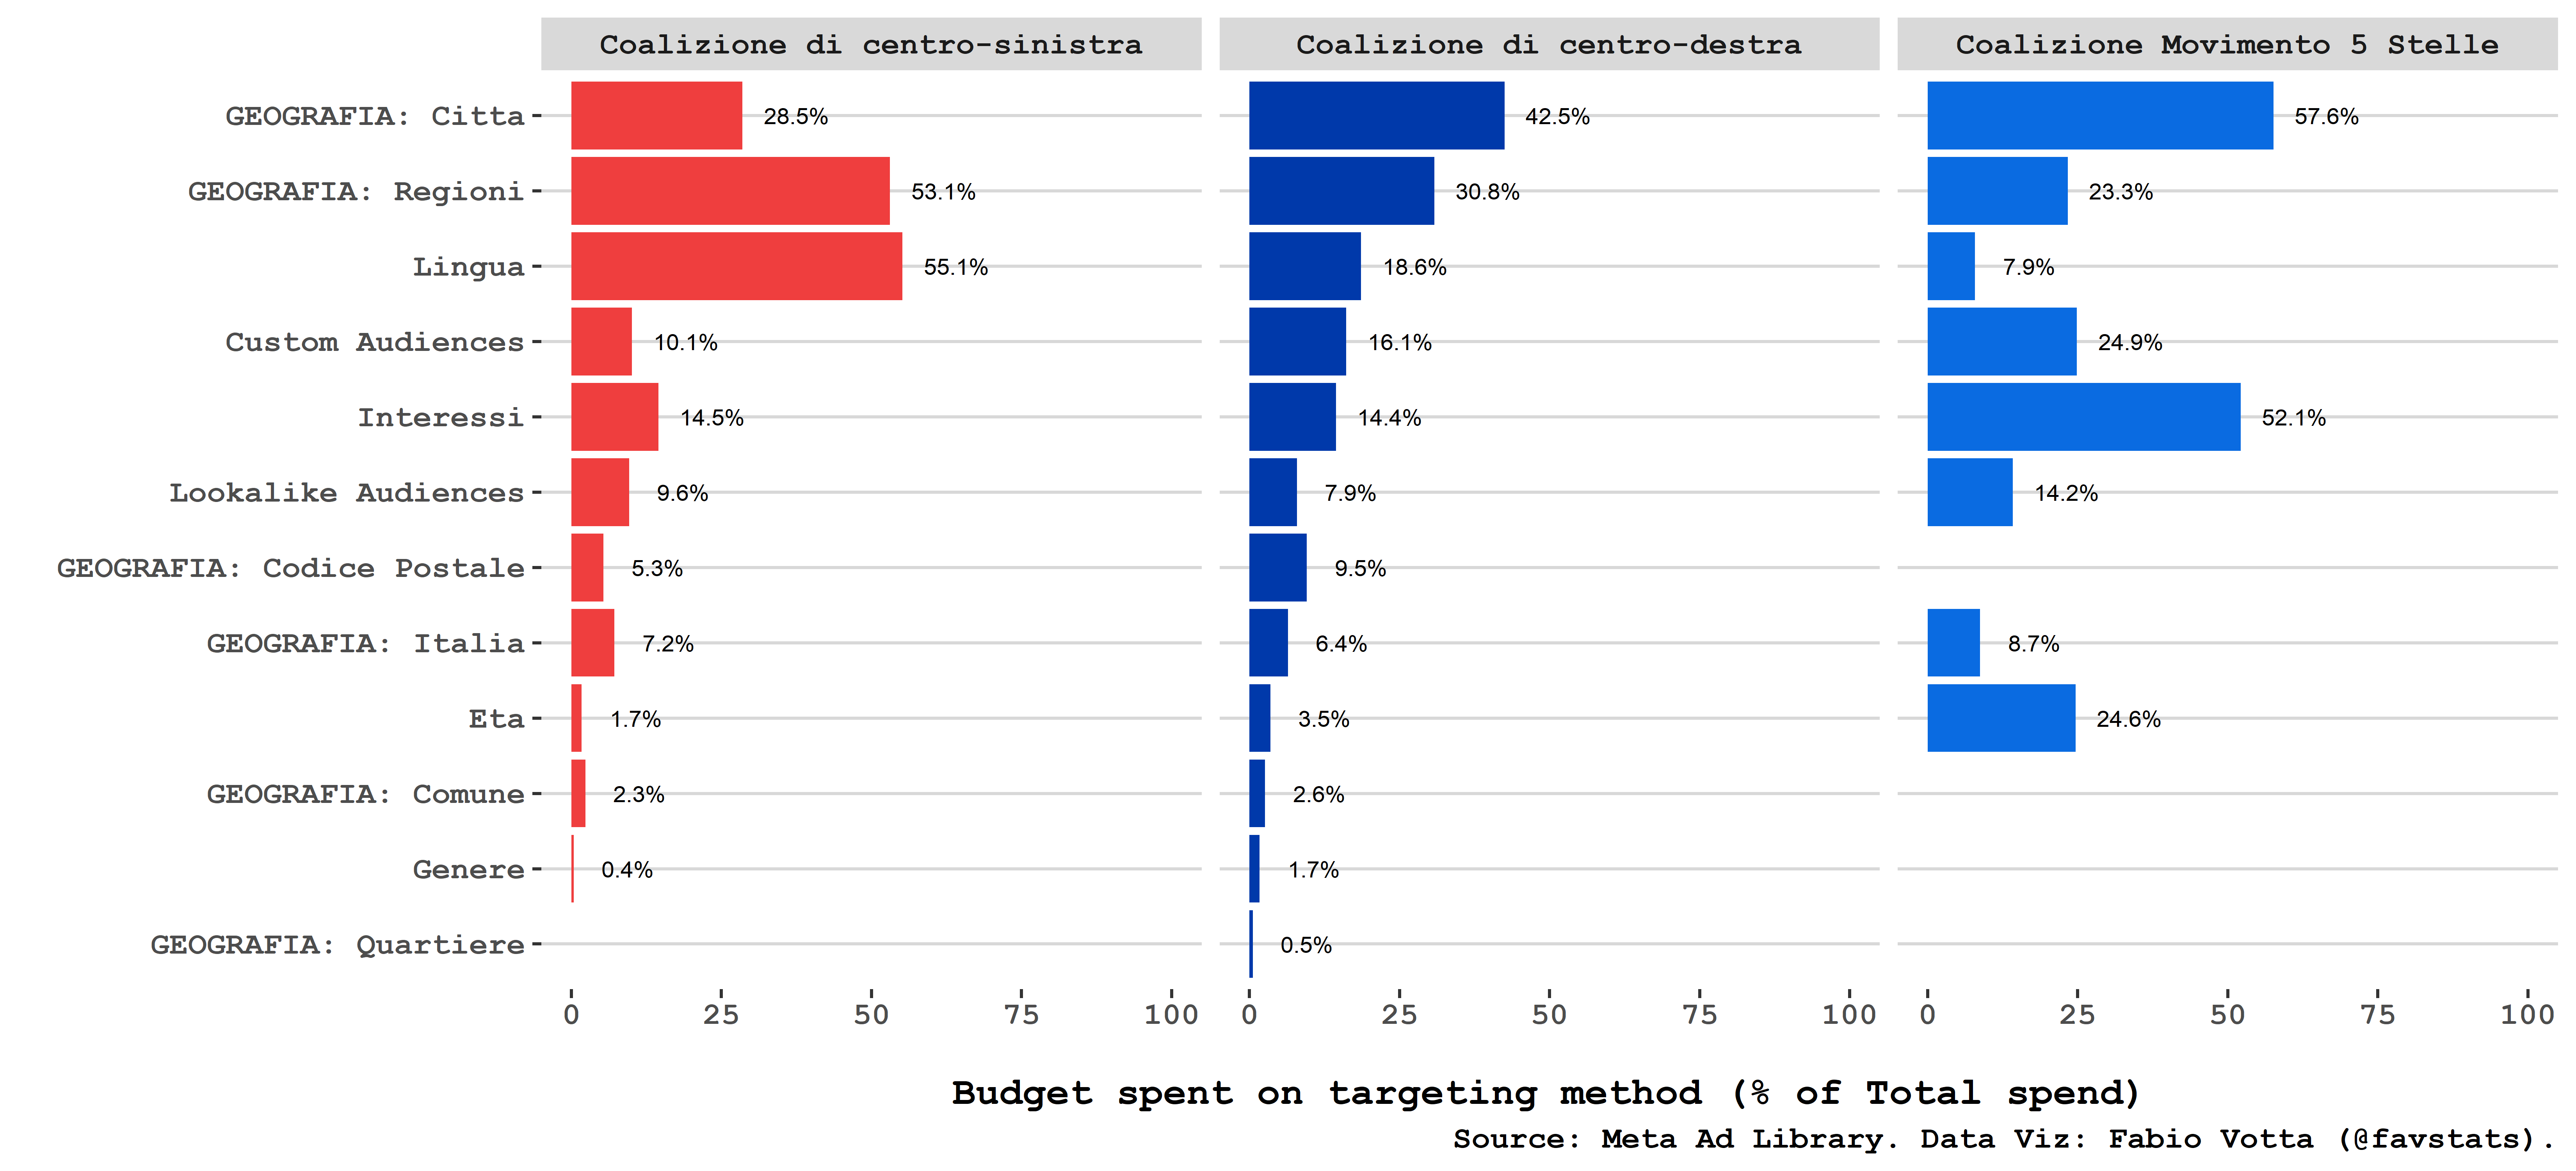 Coalizione di centro-sinistra Coalizione di centro-destra Coalizione Movimento 5 Stelle
GEOGRAFIA: Citta 28.5% 42.5% 57.6%
GEOGRAFIA: Regioni 53.1% 30.8% 23.3%
Lingua 55.1% 18.6% 7.9%
Custom Audiences 10.1% 16.1% 24.9%
Interessi 14.5% 14.4% 52.1%
Lookalike Audiences 9.6% 7.9% 14.2%
GEOGRAFIA: Codice Postale 5.3% 9.5%
GEOGRAFIA: Italia 7.2% 6.4% 8.7%
Eta 1.7% 3.5% 24.6%
GEOGRAFIA: Comune 2.3% 2.6%
Genere 0.4% 1.7%
GEOGRAFIA: Quartiere 0.5%
0 25 50 75 100 0 25 50 75 100 0 25 50 75 100
Budget spent on targeting method (% of Total spend)
Source: Meta Ad Library. Data Viz: Fabio Votta (@favstats).